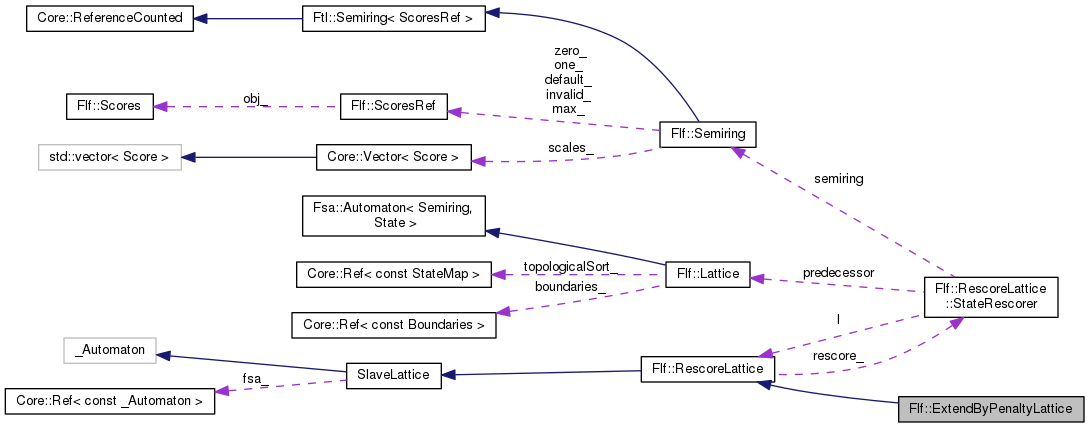 Core::ReferenceCounted
Ftl::Semiring< ScoresRef >
zero_
one_
default_
invalid_
max_
Flf::Scores
obj_
Flf::ScoresRef
Flf::Semiring
std::vector< Score >
Core::Vector< Score >
scales_
semiring
Fsa::Automaton< Semiring,
State >
Core::Ref< const StateMap >
topologicalSort_
Flf::Lattice
predecessor
boundaries_
Core::Ref< const Boundaries >
Flf::RescoreLattice
::StateRescorer
l
rescore_
_Automaton
SlaveLattice
Flf::RescoreLattice
fsa_
Core::Ref< const _Automaton >
Flf::ExtendByPenaltyLattice